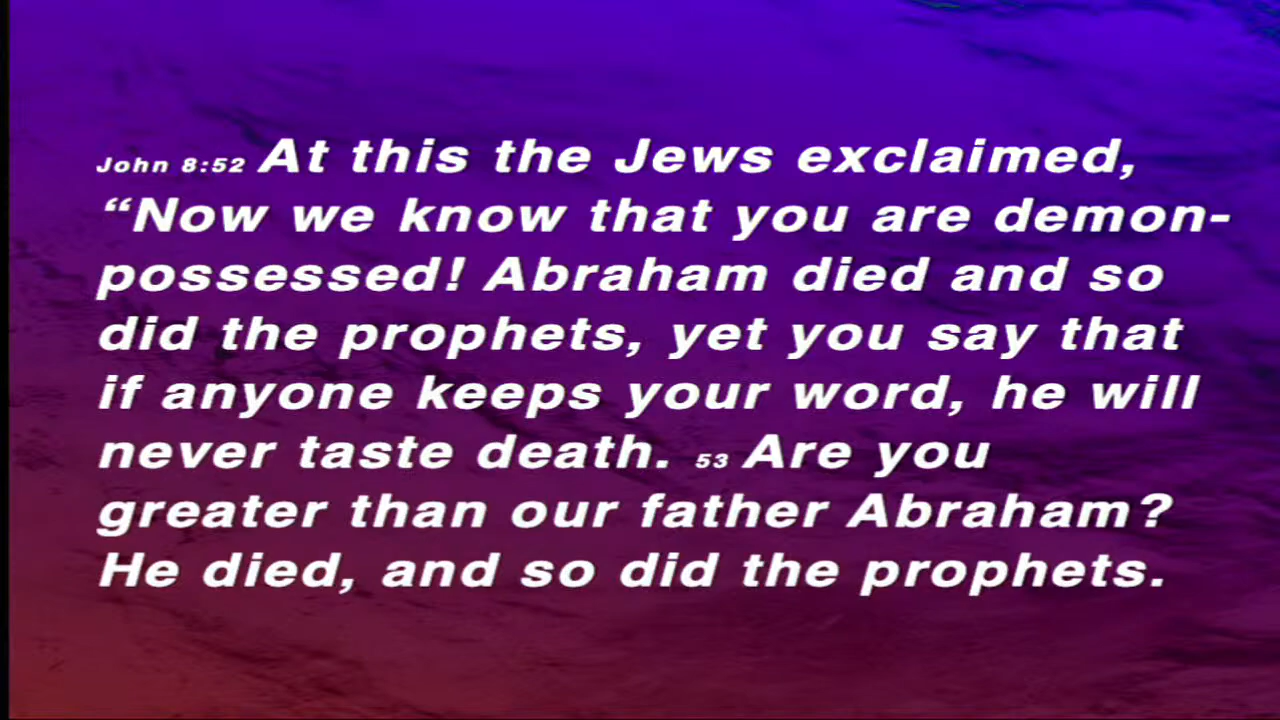 John 8:52 At this the Jews exclaimed,
“Now we know that you are demon-
possessed! Abraham died and so
did the prophets, yet you say that
if anyone keeps your word, he will
never taste death. 53 Are you
greater than our father Abraham?
He died, and so did the prophets.